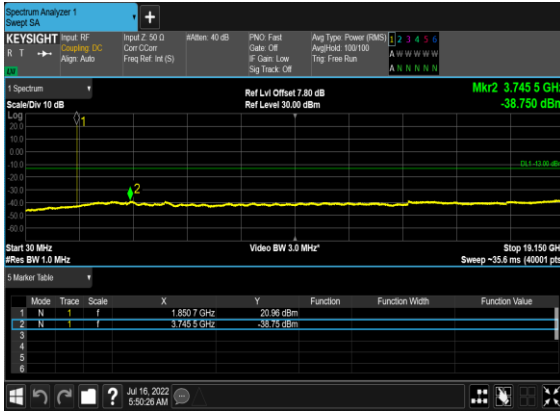 Spectrum Analyzer 1
Swept SA
+
KEYSIGHT Input: RF Input Z: 50 Ω #Atten: 40 dB PNO: Fast Avg Type: Power (RMS) 1 2 3 4 5 6
R T Coupling: DC Corr CCorr Gate: Off Avg|Hold: 100/100 A W W W W W
Align: Auto Freq Ref: Int (S) IF Gain: Low Trig: Free Run
Sig Track: Off A N N N N N
1 Spectrum Ref Lvl Offset 7.80 dB Mkr2 3.745 5 GHz
Scale/Div 10 dB Ref Level 30.00 dBm -38.750 dBm
Log
1
20.0
10.0
0.00
-10.0 DL1 -13.00 dBm
-20.0
-30.0
2
-40.0
-50.0
-60.0
Start 30 MHz Video BW 3.0 MHz* Stop 19.150 GHz
#Res BW 1.0 MHz Sweep ~35.6 ms (40001 pts)
5 Marker Table
Mode Trace Scale X Y Function Function Width Function Value
1 N 1 f 1.850 7 GHz 20.96 dBm
2 N 1 f 3.745 5 GHz -38.75 dBm
3
4
5
6
? Jul 16, 2022
5:50:26 AM